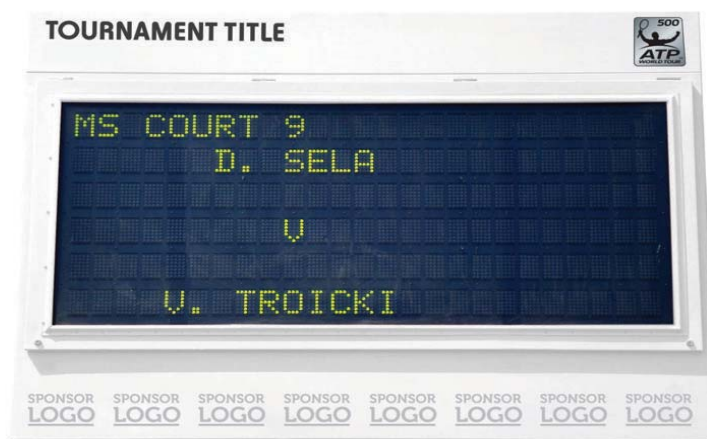 TOURNAMENT TITLE
500
ATP
WORLD TOUR
MS COURT 9
D. SELA
V
V. TROICKI
SPONSOR SPONSOR SPONSOR SPONSOR SPONSOR SPONSOR SPONSOR SPONSOR
LOGO LOGO LOGO LOGO LOGO LOGO LOGO LOGO